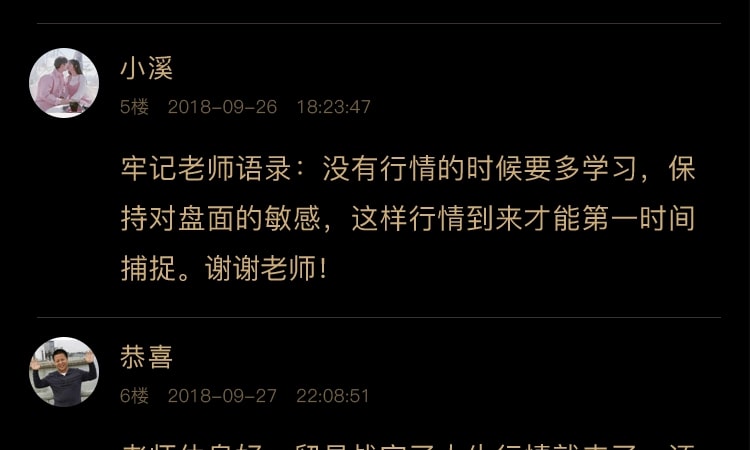 小溪
5楼 2018-09-26 18:23:47
牢记老师语录：没有行情的时候要多学习，保
持对盘面的敏感，这样行情到来才能第一时间
捕捉。谢谢老师！
恭喜
6楼 2018-09-27 22:08:51